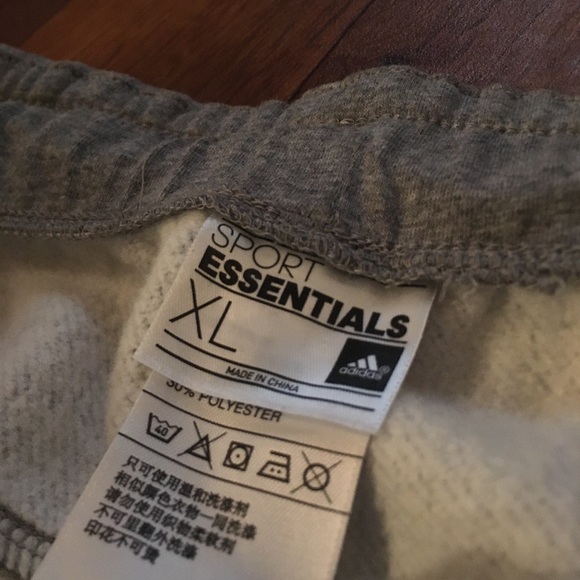 SPORT
ESSENTIALS
XL
adidas®
MADE IN CHINA
30% POLYESTER
40
只可使用温和洗涤剂
相似颜色衣物一同洗涤
请勿使用织物柔软剂
不可里翻外洗涤
印花不可烫